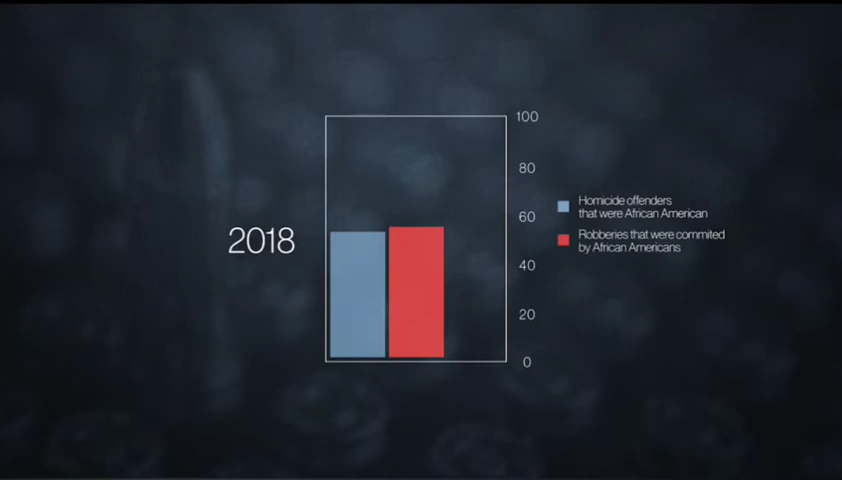 100
80
2018
60
40
20
0
Homicide offenders
that were African American
Robberies that were commited
by African Americans